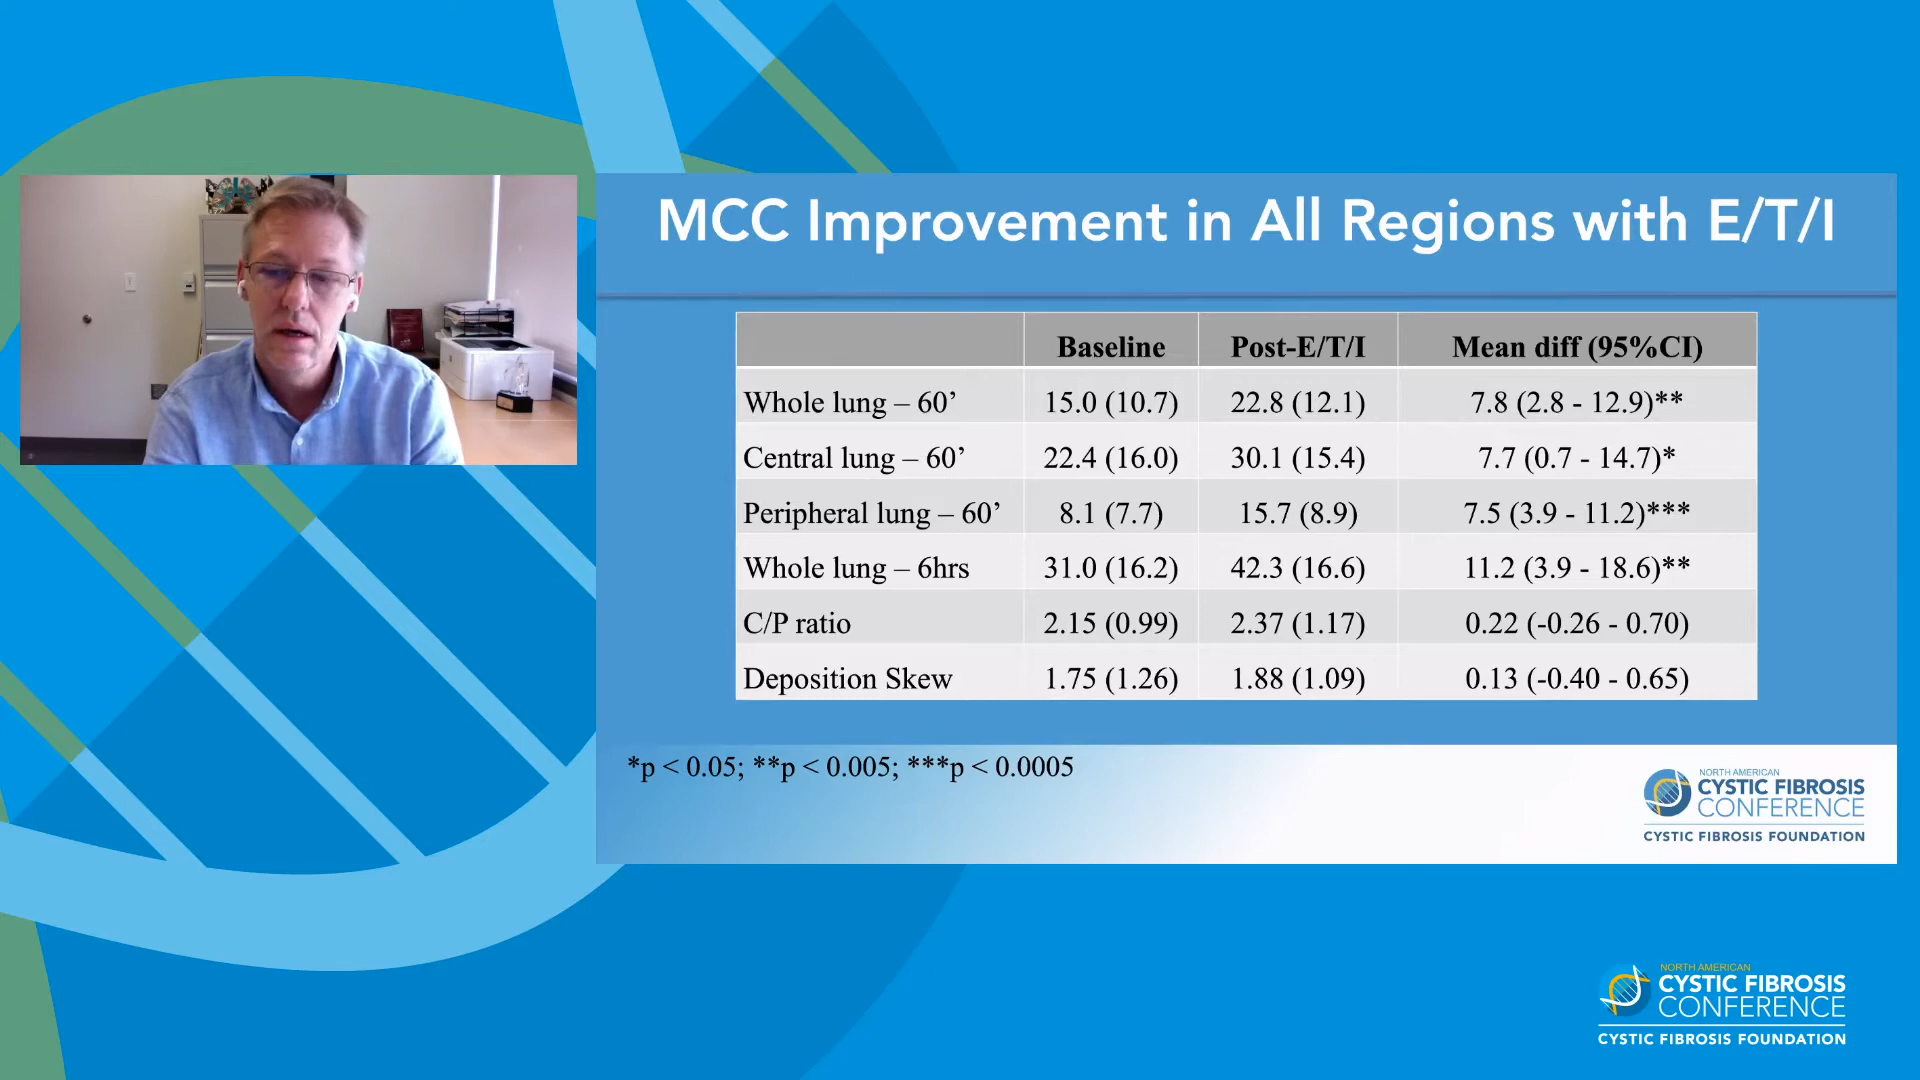 MCC Improvement in All Regions with E/T/I
Baseline Post-E/T/I Mean diff (95%CI)
Whole lung – 60’ 15.0 (10.7) 22.8 (12.1) 7.8 (2.8 - 12.9)**
Central lung – 60’ 22.4 (16.0) 30.1 (15.4) 7.7 (0.7 - 14.7)*
Peripheral lung – 60’ 8.1 (7.7) 15.7 (8.9) 7.5 (3.9 - 11.2)***
Whole lung – 6hrs 31.0 (16.2) 42.3 (16.6) 11.2 (3.9 - 18.6)**
C/P ratio 2.15 (0.99) 2.37 (1.17) 0.22 (-0.26 - 0.70)
Deposition Skew 1.75 (1.26) 1.88 (1.09) 0.13 (-0.40 - 0.65)
*p < 0.05; **p < 0.005; ***p < 0.0005
NORTH AMERICAN
CYSTIC FIBROSIS
CONFERENCE
CYSTIC FIBROSIS FOUNDATION
NORTH AMERICAN
CYSTIC FIBROSIS
CONFERENCE
CYSTIC FIBROSIS FOUNDATION